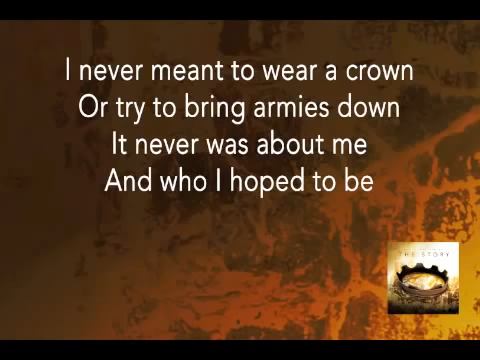 I never meant to wear a crown
Or try to bring armies down
It never was about me
And who I hoped to be
THE STORY